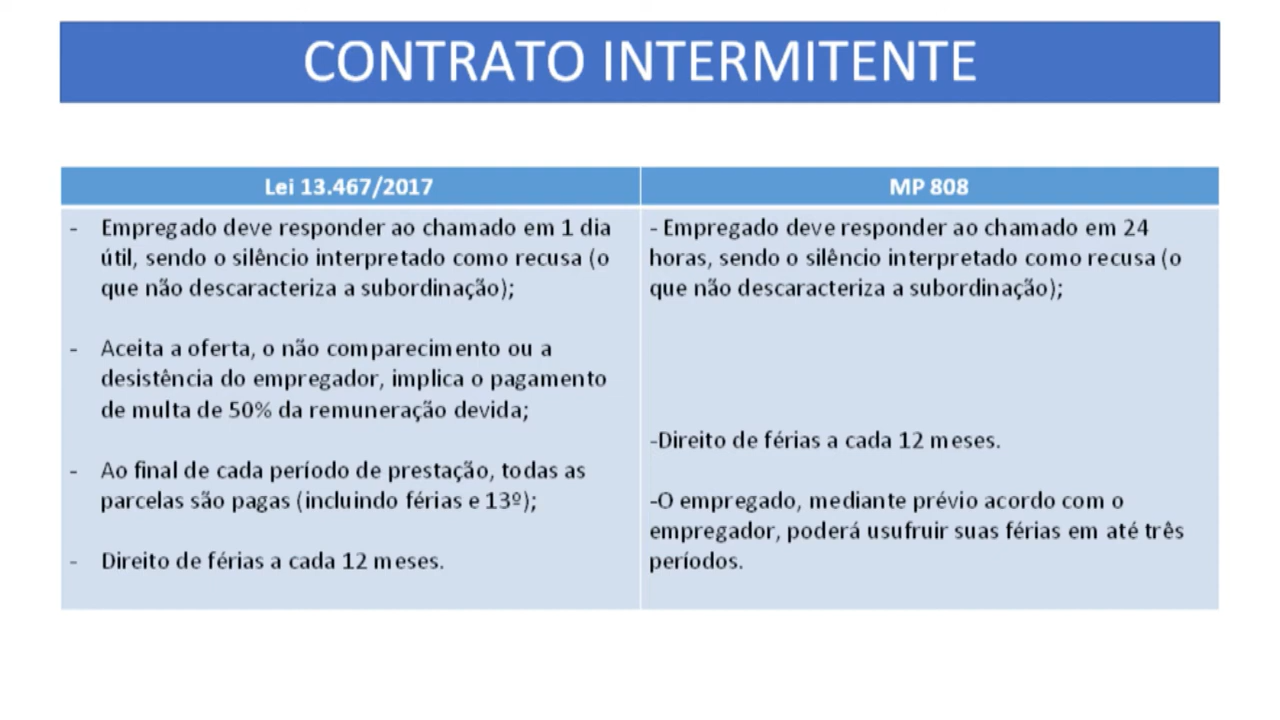 CONTRATO INTERMITENTE
Lei 13.467/2017
- Empregado deve responder ao chamado em 1 dia
útil, sendo o silêncio interpretado como recusa (o
que não descaracteriza a subordinação);
- Aceita a oferta, o não comparecimento ou a
desistência do empregador, implica o pagamento
de multa de 50% da remuneração devida;
- Ao final de cada período de prestação, todas as
parcelas são pagas (incluindo férias e 13º);
- Direito de férias a cada 12 meses.
MP 808
- Empregado deve responder ao chamado em 24
horas, sendo o silêncio interpretado como recusa (o
que não descaracteriza a subordinação);
-Direito de férias a cada 12 meses.
-O empregado, mediante prévio acordo com o
empregador, poderá usufruir suas férias em até três
períodos.